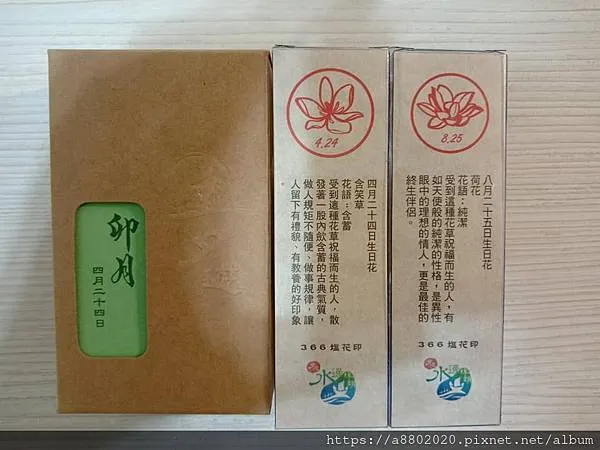 卯月
四月二十四日
4.24
四月二十四日生日花
含笑草
花語：含蓄
受到這種花草祝福而生的人，散
發著一股內歛含蓄的古典氣質，
做人規矩不隨便、做事規律，讓
人留下有禮貌、有教養的好印象
。
366塩花印
8.25
八月二十五日生日花
荷花
花語：純潔
受到這種花祝福而生的人，有
如天使般的純潔的性格，是異性
眼中的理想的情人，更是最佳的
終生伴侶。
366塩花印
https://a8802020.pixnet.net/album